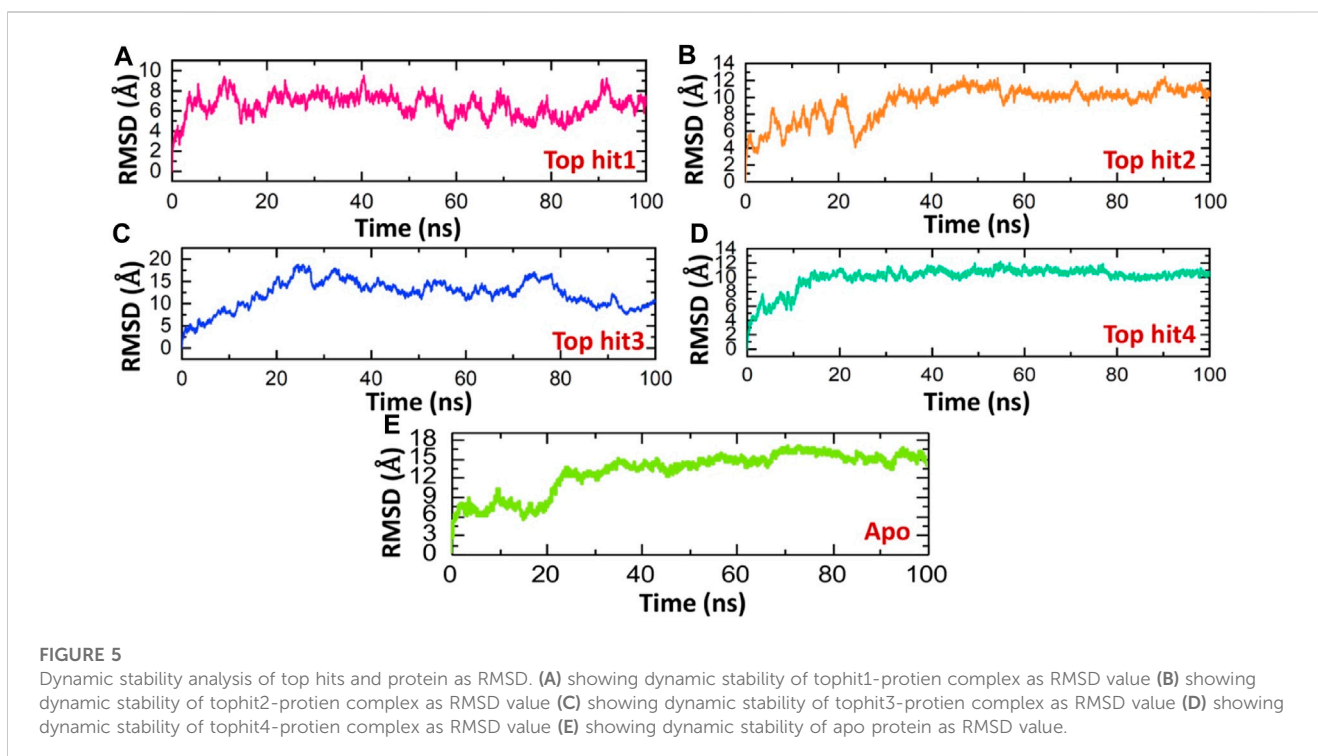 A
B
RMSD (Å)
10
8
6
4
2
0
Top hit1
0 20 40 60 80 100
Time (ns)
RMSD (Å)
14
12
10
8
6
4
2
0
Top hit2
0 20 40 60 80 100
Time (ns)
C
D
RMSD (Å)
20
15
10
5
0
Top hit3
0 20 40 60 80 100
Time (ns)
RMSD (Å)
14
12
10
8
6
4
2
0
Top hit4
0 20 40 60 80 100
Time (ns)
E
RMSD (Å)
18
15
12
9
6
3
0
Apo
0 20 40 60 80 100
Time (ns)
FIGURE 5
Dynamic stability analysis of top hits and protein as RMSD. (A) showing dynamic stability of tophit1-protien complex as RMSD value (B) showing
dynamic stability of tophit2-protien complex as RMSD value (C) showing dynamic stability of tophit3-protien complex as RMSD value (D) showing
dynamic stability of tophit4-protien complex as RMSD value (E) showing dynamic stability of apo protein as RMSD value.